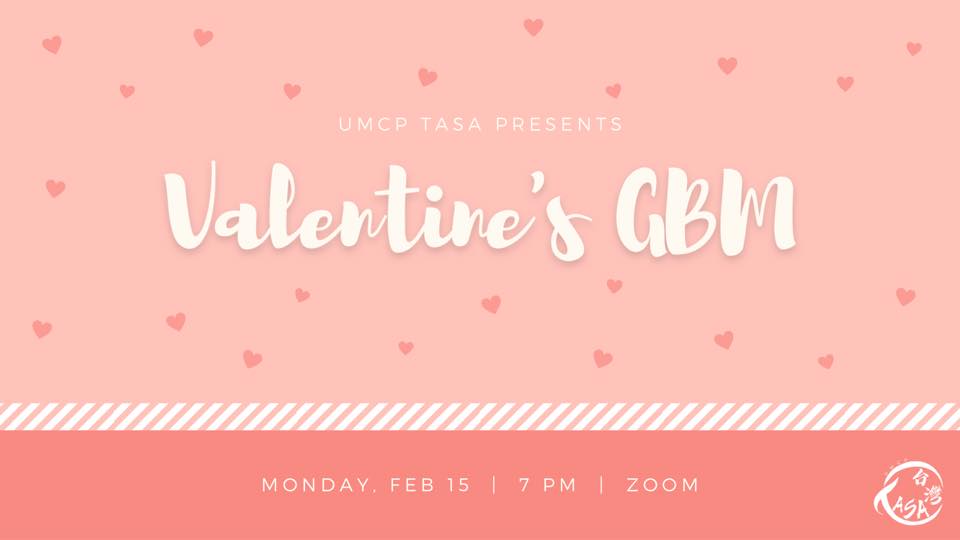 UMCP TASA PRESENTS
Valentine's GBM
MONDAY, FEB 15 | 7 PM | ZOOM
台灣
TASA